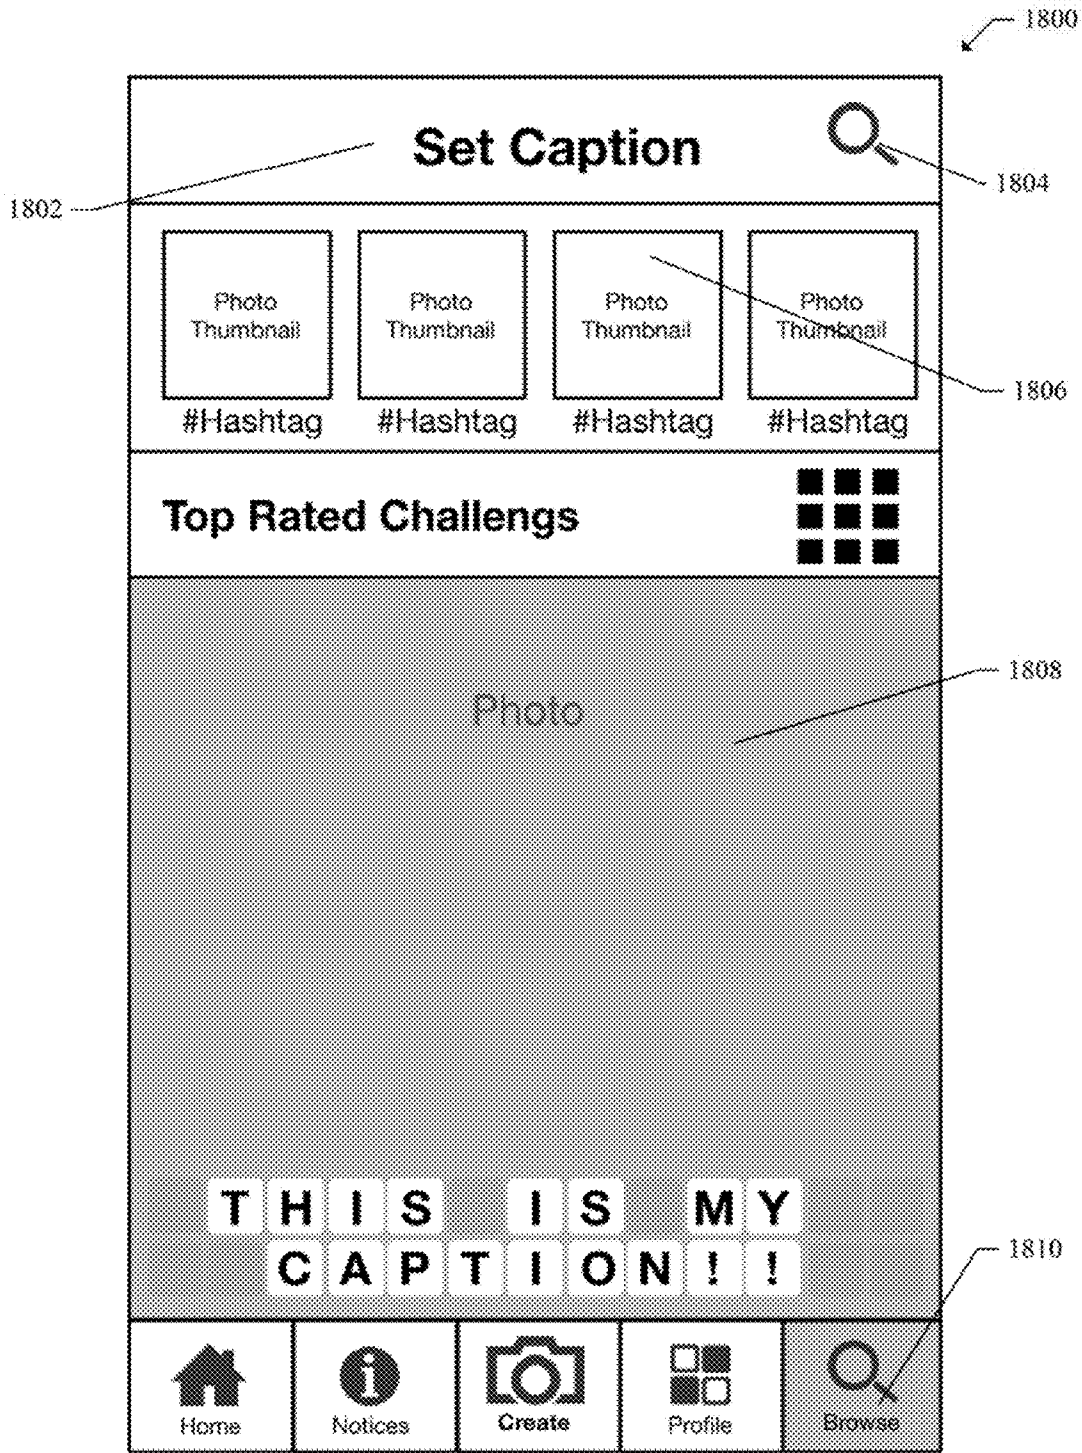 1800
Set Caption
1804
1802
Photo Photo Photo Photo
Thumbnail Thumbnail Thumbnail Thumbnail
1806
#Hashtag #Hashtag #Hashtag #Hashtag
Top Rated Challengs
1808
Photo
THIS IS MY
CAPTION!!
1810
Home Notices Create Profile Browse